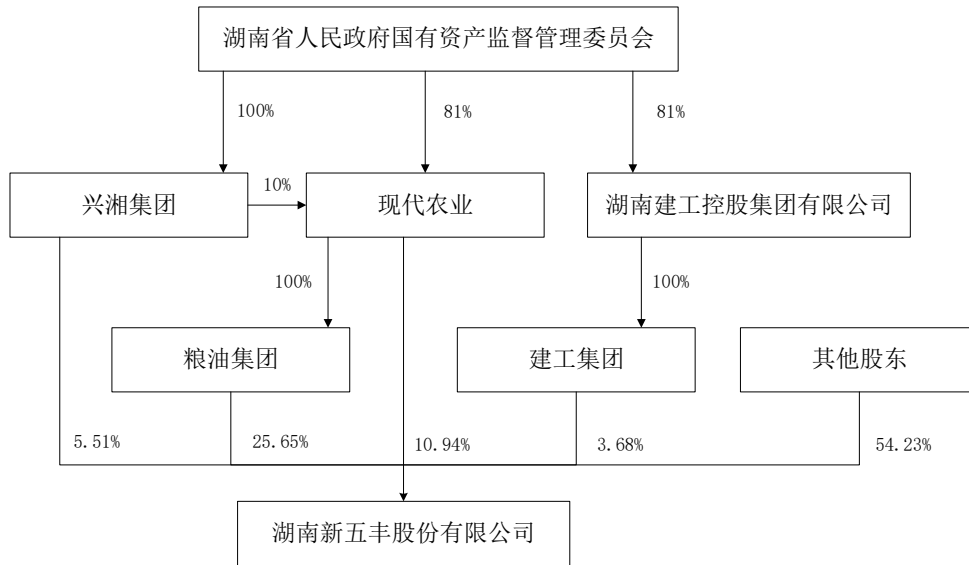 湖南省人民政府国有资产监督管理委员会
100%
81%
81%
兴湘集团
10%
现代农业
湖南建工控股集团有限公司
100%
100%
粮油集团
建工集团
其他股东
5.51%
25.65%
10.94%
3.68%
54.23%
湖南新五丰股份有限公司